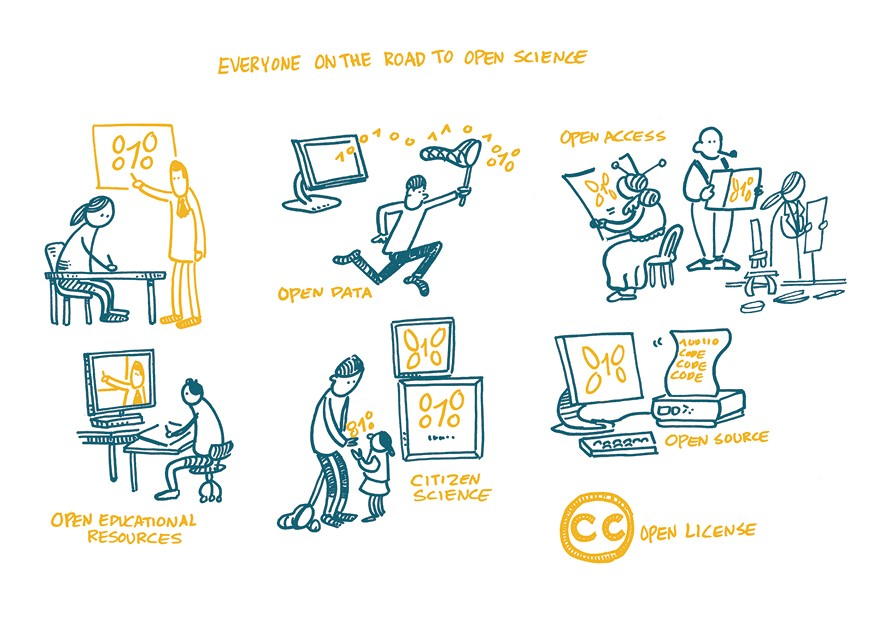 EVERYONE ON THE ROAD TO OPEN SCIENCE
OPEN DATA
OPEN ACCESS
OPEN EDUCATIONAL
RESOURCES
CITIZEN
SCIENCE
CODE
CODE
CODE
OPEN SOURCE
CC
OPEN LICENSE